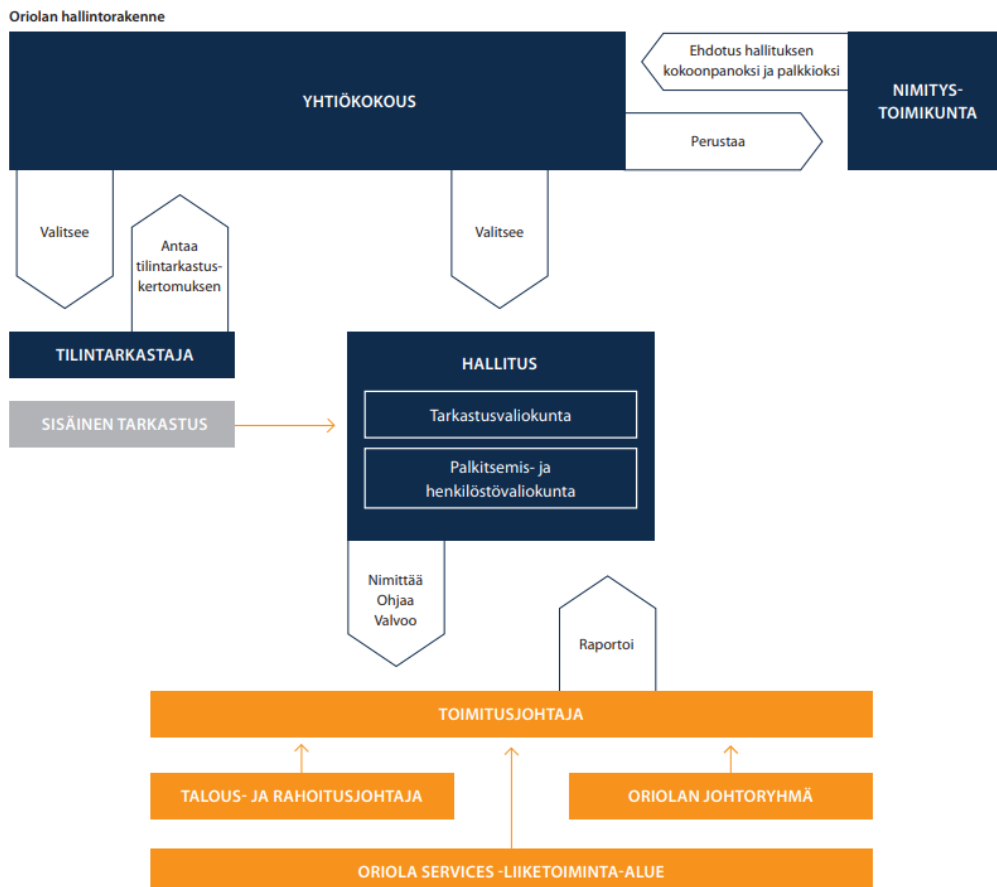 Oriolan hallintorakenne
YHTIÖKOKOUS
Ehdotus hallituksen
kokoonpanoksi ja palkkioksi
NIMITYS-
TOIMIKUNTA
Perustaa
Valitsee
Antaa
tilintarkastus-
kertomuksen
Valitsee
TILINTARKASTAJA
SISÄINEN TARKASTUS
HALLITUS
Tarkastusvaliokunta
Palkitsemis- ja
henkilöstövaliokunta
Nimittää
Ohjaa
Valvoo
Raportoi
TOIMITUSJOHTAJA
TALOUS- JA RAHOITUSJOHTAJA
ORIOLAN JOHTORYHMÄ
ORIOLA SERVICES -LIIKETOIMINTA-ALUE